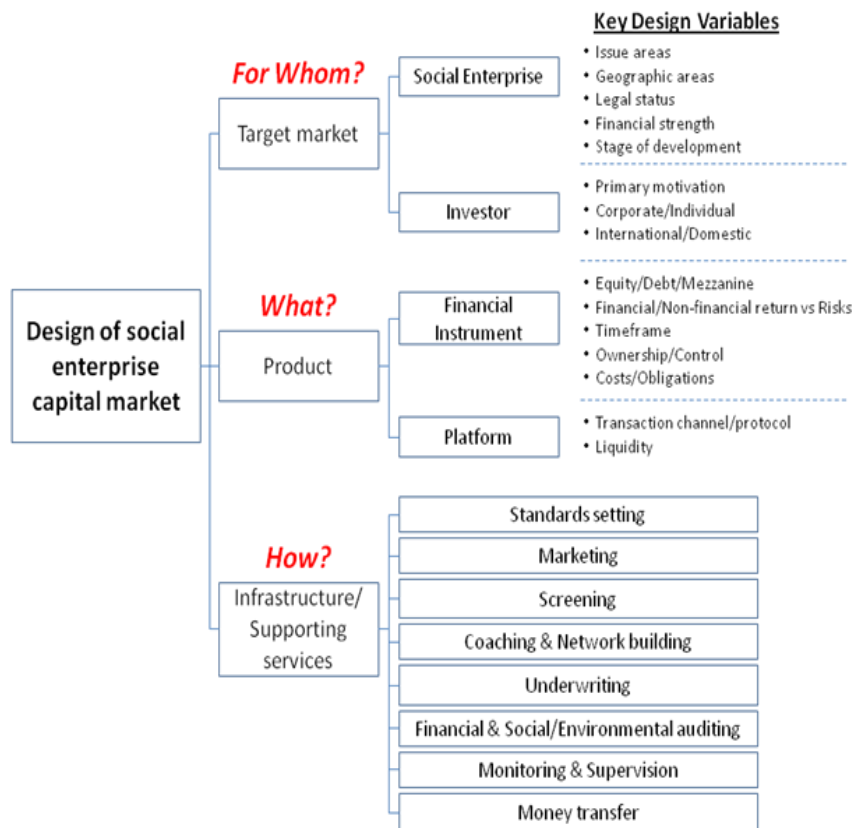 Key Design Variables
For Whom?
Target market
Social Enterprise
• Issue areas
• Geographic areas
• Legal status
• Financial strength
• Stage of development
Investor
• Primary motivation
• Corporate/Individual
• International/Domestic
Design of social
enterprise
capital market
What?
Product
Financial
Instrument
• Equity/Debt/Mezzanine
• Financial/Non-financial return vs Risks
• Timeframe
• Ownership/Control
• Costs/Obligations
Platform
• Transaction channel/protocol
• Liquidity
How?
Infrastructure/
Supporting
services
Standards setting
Marketing
Screening
Coaching & Network building
Underwriting
Financial & Social/Environmental auditing
Monitoring & Supervision
Money transfer